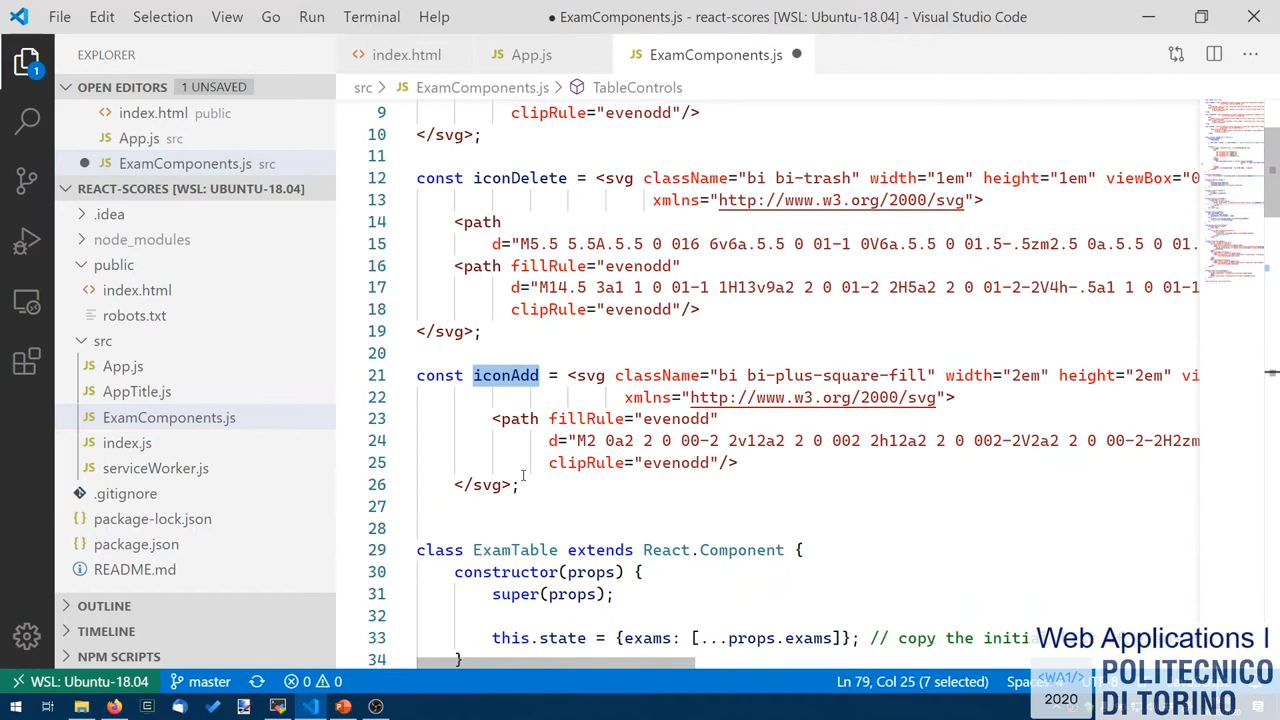 File Edit Selection View Go Run Terminal Help
● ExamComponents.js - react-scores [WSL: Ubuntu-18.04] - Visual Studio Code
EXPLORER
1
OPEN EDITORS 1 UNSAVED
index.html public
App.js src
ExamComponents.js src
REACT-SCORES [WSL: UBUNTU-18.04]
.idea
node_modules
public
index.html
robots.txt
src
App.js
AppTitle.js
ExamComponents.js
index.js
serviceWorker.js
.gitignore
package-lock.json
package.json
README.md
OUTLINE
TIMELINE
NPM SCRIPTS
index.html JS App.js JS ExamComponents.js
src > JS ExamComponents.js > TableControls
9 clipRule="evenodd"/>
10 </svg>;
11
12 const iconDelete = <svg className="bi bi-trash" width="1em" height="1em" viewBox="0
13 xmlns="http://www.w3.org/2000/svg">
14 <path
15 d="M5.5 5.5A.5.5 0 016 6v6a.5.5 0 01-1 0V6a.5.5 0 01.5-.5zm2.5 0a.5.5 0 01.
16 <path fillRule="evenodd"
17 d="M14.5 3a1 1 0 01-1 1H13v9a2 2 0 01-2 2H5a2 2 0 01-2-2V4h-.5a1 1 0 01-1
18 clipRule="evenodd"/>
19 </svg>;
20
21 const iconAdd = <svg className="bi bi-plus-square-fill" width="2em" height="2em" vi
22 xmlns="http://www.w3.org/2000/svg">
23 <path fillRule="evenodd"
24 d="M2 0a2 2 0 00-2 2v12a2 2 0 002 2h12a2 2 0 002-2V2a2 2 0 00-2-2H2zm
25 clipRule="evenodd"/>
26 </svg>;
27
28
29 class ExamTable extends React.Component {
30 constructor(props) {
31 super(props);
32
33 this.state = {exams: [...props.exams]}; // copy the initia
34 }
WSL: Ubuntu-18.04 master 0 0 Ln 79, Col 25 (7 selected)
Web Applications I
<WA1/>
2020
POLITECNICO
DI TORINO